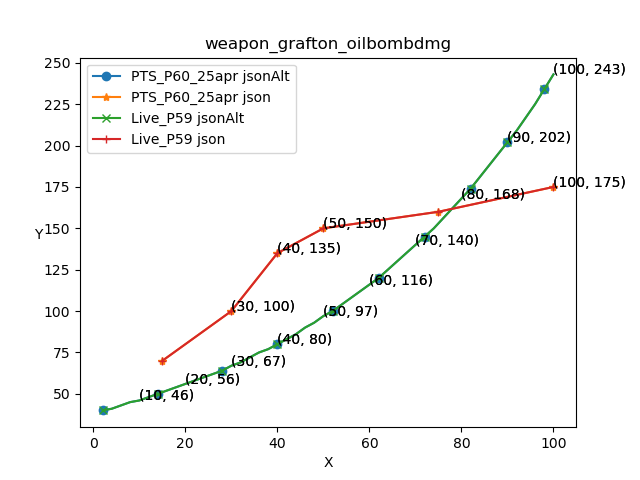 weapon_grafton_oilbombdmg
PTS_P60_25apr jsonAlt
PTS_P60_25apr json
Live_P59 jsonAlt
Live_P59 json
(100, 243)
(90, 202)
(100, 175)
(80, 168)
(50, 150)
(70, 140)
(40, 135)
(60, 116)
(30, 100)
(50, 97)
(40, 80)
(30, 67)
(20, 56)
(10, 46)
Y
250
225
200
175
150
125
100
75
50
0 20 40 60 80 100
X